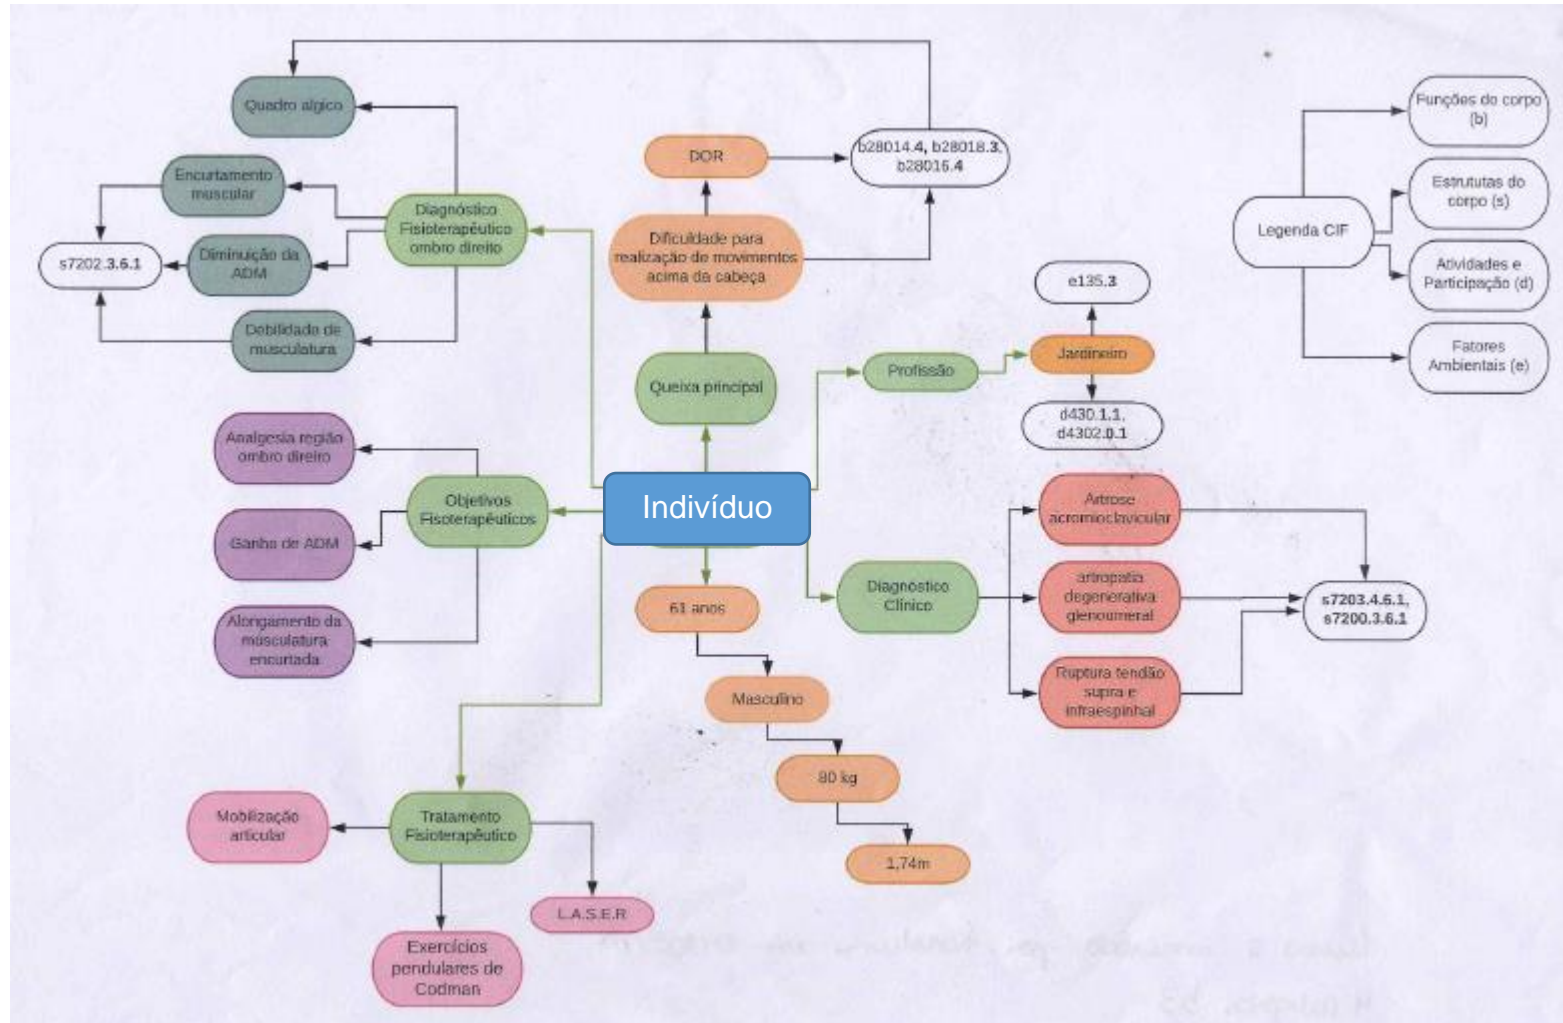 Quadro algico
Encurtamento
muscular
Diminuição da
ADM
Debilidade de
musculatura
s7202.3.6.1
Diagnóstico
Fisioterapêutico
ombro direito
DOR
b28014.4, b28018.3,
b28016.4
Dificuldade para
realização de movimentos
acima da cabeça
Queixa principal
Profissão
Jardineiro
e135.3
d430.1.1,
d4302.0.1
Legenda CIF
Funções do corpo
(b)
Estrututas do
corpo (s)
Atividades e
Participação (d)
Fatores
Ambientais (e)
Analgesia região
ombro direiro
Ganho de ADM
Alongamento da
musculatura
encurtada
Objetivos
Fisoterapêuticos
Indivíduo
61 anos
Masculino
80 kg
1,74m
Diagnóstico
Clínico
Artrose
acromioclavicular
artropatia
degenerativa
glenoumeral
Ruptura tendão
supra e
infraespinhal
s7203.4.6.1,
s7200.3.6.1
Tratamento
Fisioterapêutico
Mobilização
articular
L.A.S.E.R
Exercícios
pendulares de
Codman